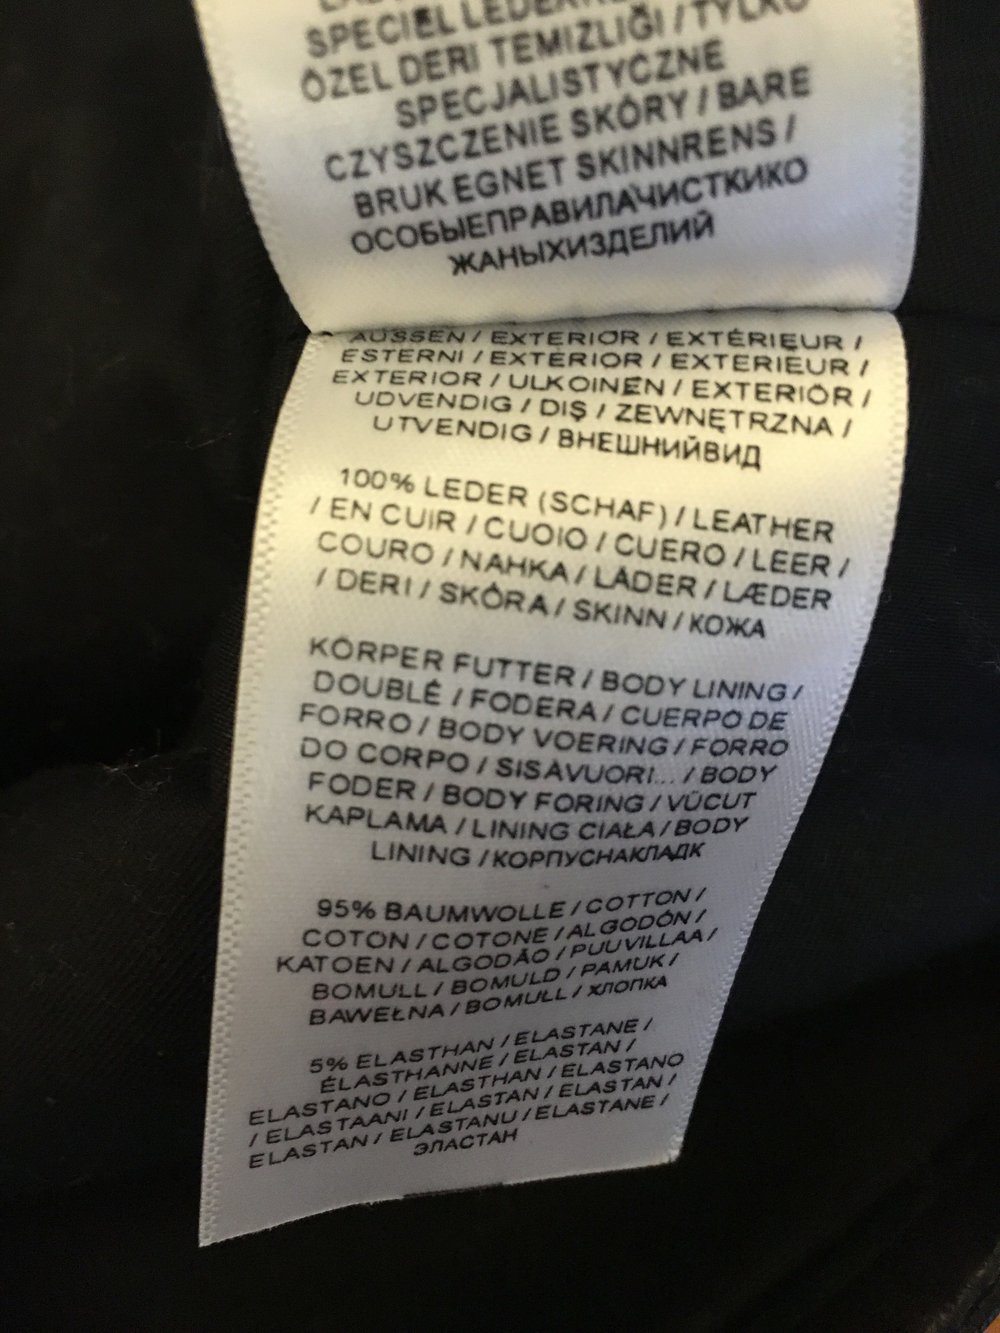 SPECIEL LEDER
ÖZEL DERI TEMIZLIĞI / TYLKO
SPECJALISTYCZNE
CZYSZCZENIE SKÓRY / BARE
BRUK EGNET SKINNRENS /
ОСОБЫЕПРАВИЛАЧИСТКИКО
ЖАНЫХИЗДЕЛИЙ
AUSSEN / EXTERIOR / EXTÉRIEUR /
ESTERNI / EXTERIOR / EXTERIEUR /
EXTERIOR / ULKOINEN / EXTERIÖR /
UDVENDIG / DIŞ / ZEWNĘTRZNA /
UTVENDIG / ВНЕШНИЙВИД
100% LEDER (SCHAF) / LEATHER
/ EN CUIR / CUOIO / CUERO / LEER /
COURO / NAHKA / LÄDER / LÆDER
/ DERI / SKÓRA / SKINN / КОЖА
KÖRPER FUTTER / BODY LINING /
DOUBLÉ / FODERA / CUERPO DE
FORRO / BODY VOERING / FORRO
DO CORPO / SISAVUORI... / BODY
FODER / BODY FORING / VÜCUT
KAPLAMA / LINING CIAŁA / BODY
LINING / КОРПУСНАКЛАДК
95% BAUMWOLLE / COTTON /
COTON / COTONE / ALGODÓN /
KATOEN / ALGODÃO / PUUVILLAA /
BOMULL / BOMULD / PAMUK /
BAWEŁNA / BOMULL / ХЛОПКА
5% ELASTHAN / ELASTANE /
ÉLASTHANNE / ELASTAN /
ELASTANO / ELASTHAN / ELASTANO
/ ELASTAANI / ELASTAN / ELASTAN /
ELASTAN / ELASTANU / ELASTANE /
ЭЛАСТАН